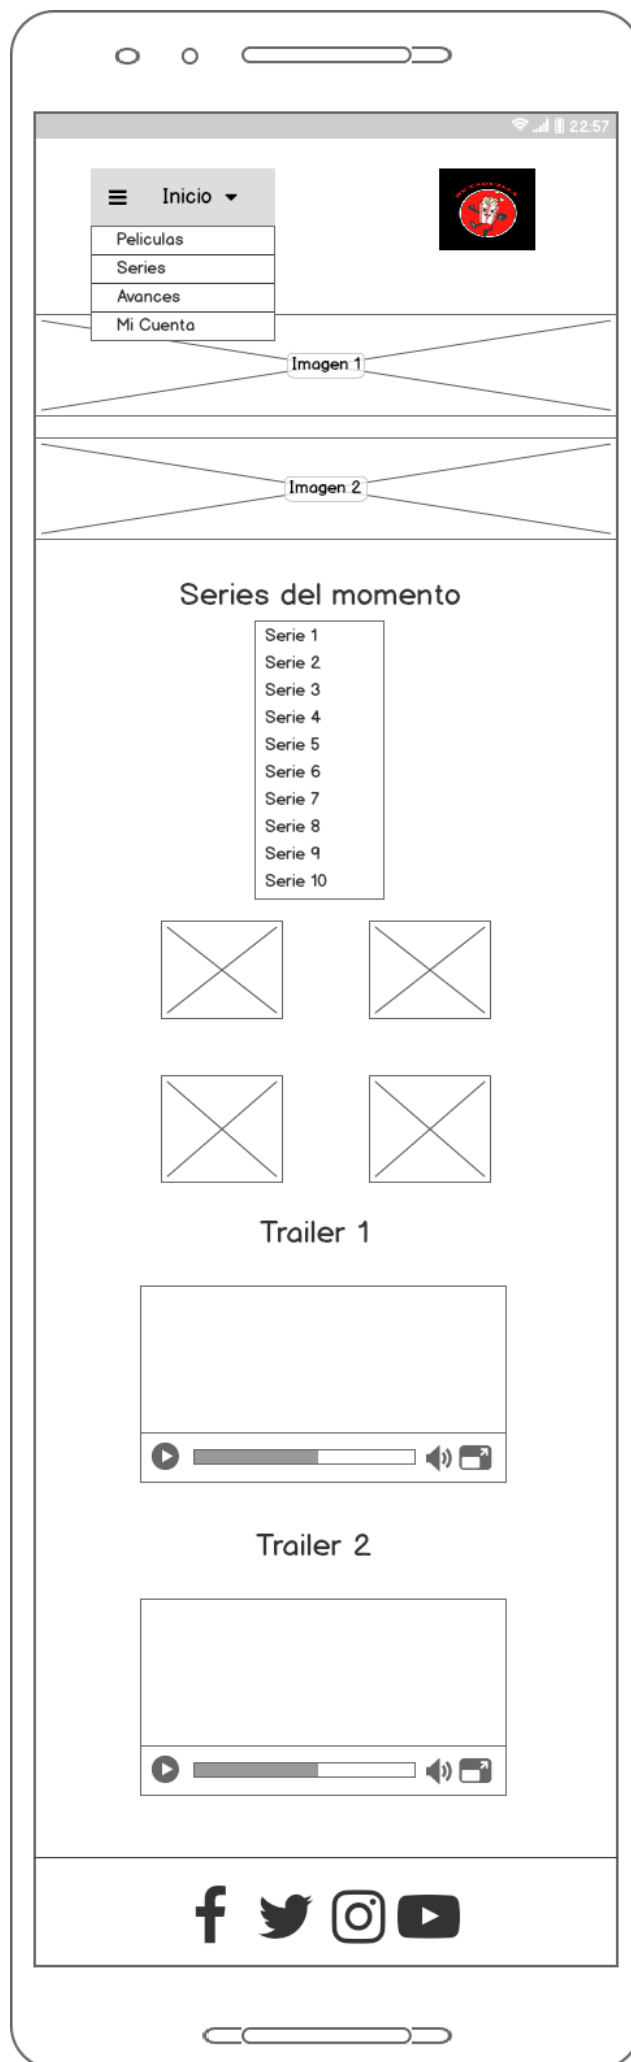 22:57
Inicio
Peliculas
Series
Avances
Mi Cuenta
Imagen 1
Imagen 2
Series del momento
Serie 1
Serie 2
Serie 3
Serie 4
Serie 5
Serie 6
Serie 7
Serie 8
Serie 9
Serie 10
Trailer 1
Trailer 2